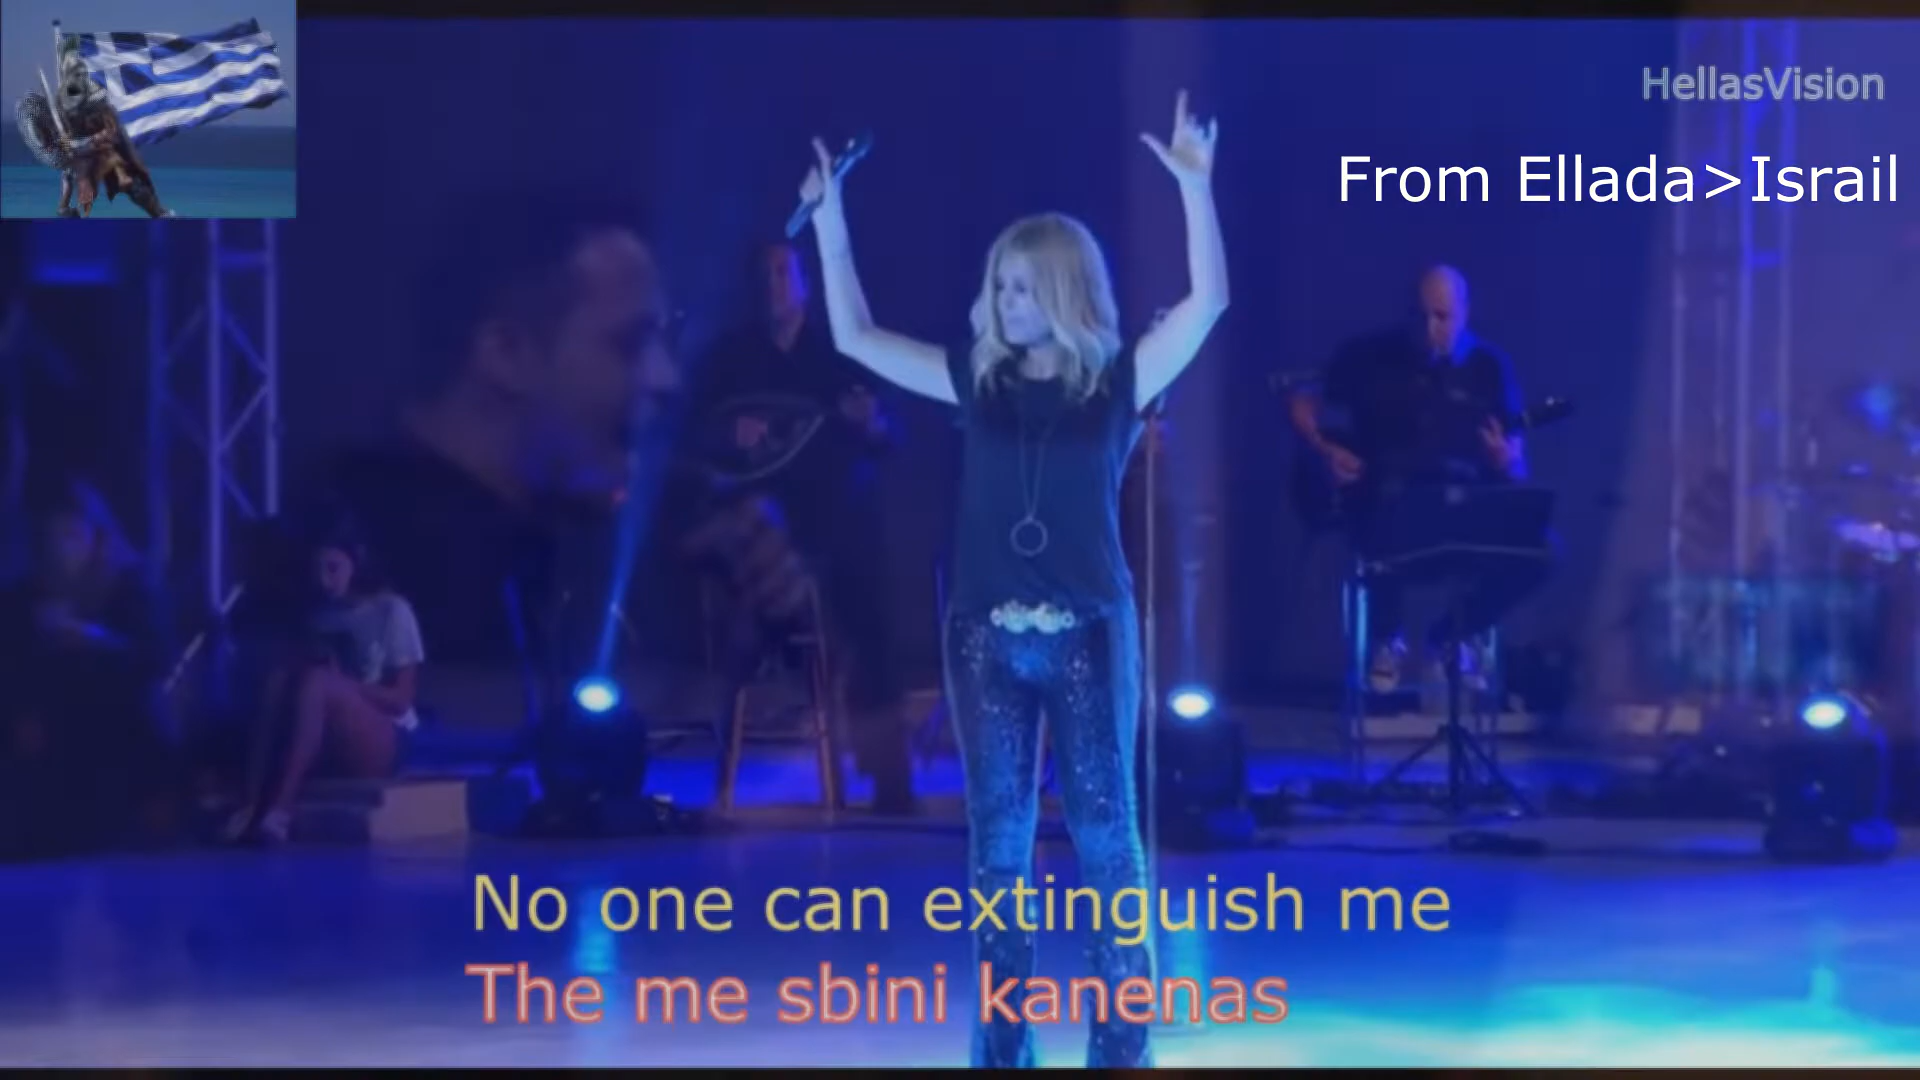 HellasVision
From Ellada>Israil
No one can extinguish me
The me sbini kanenas